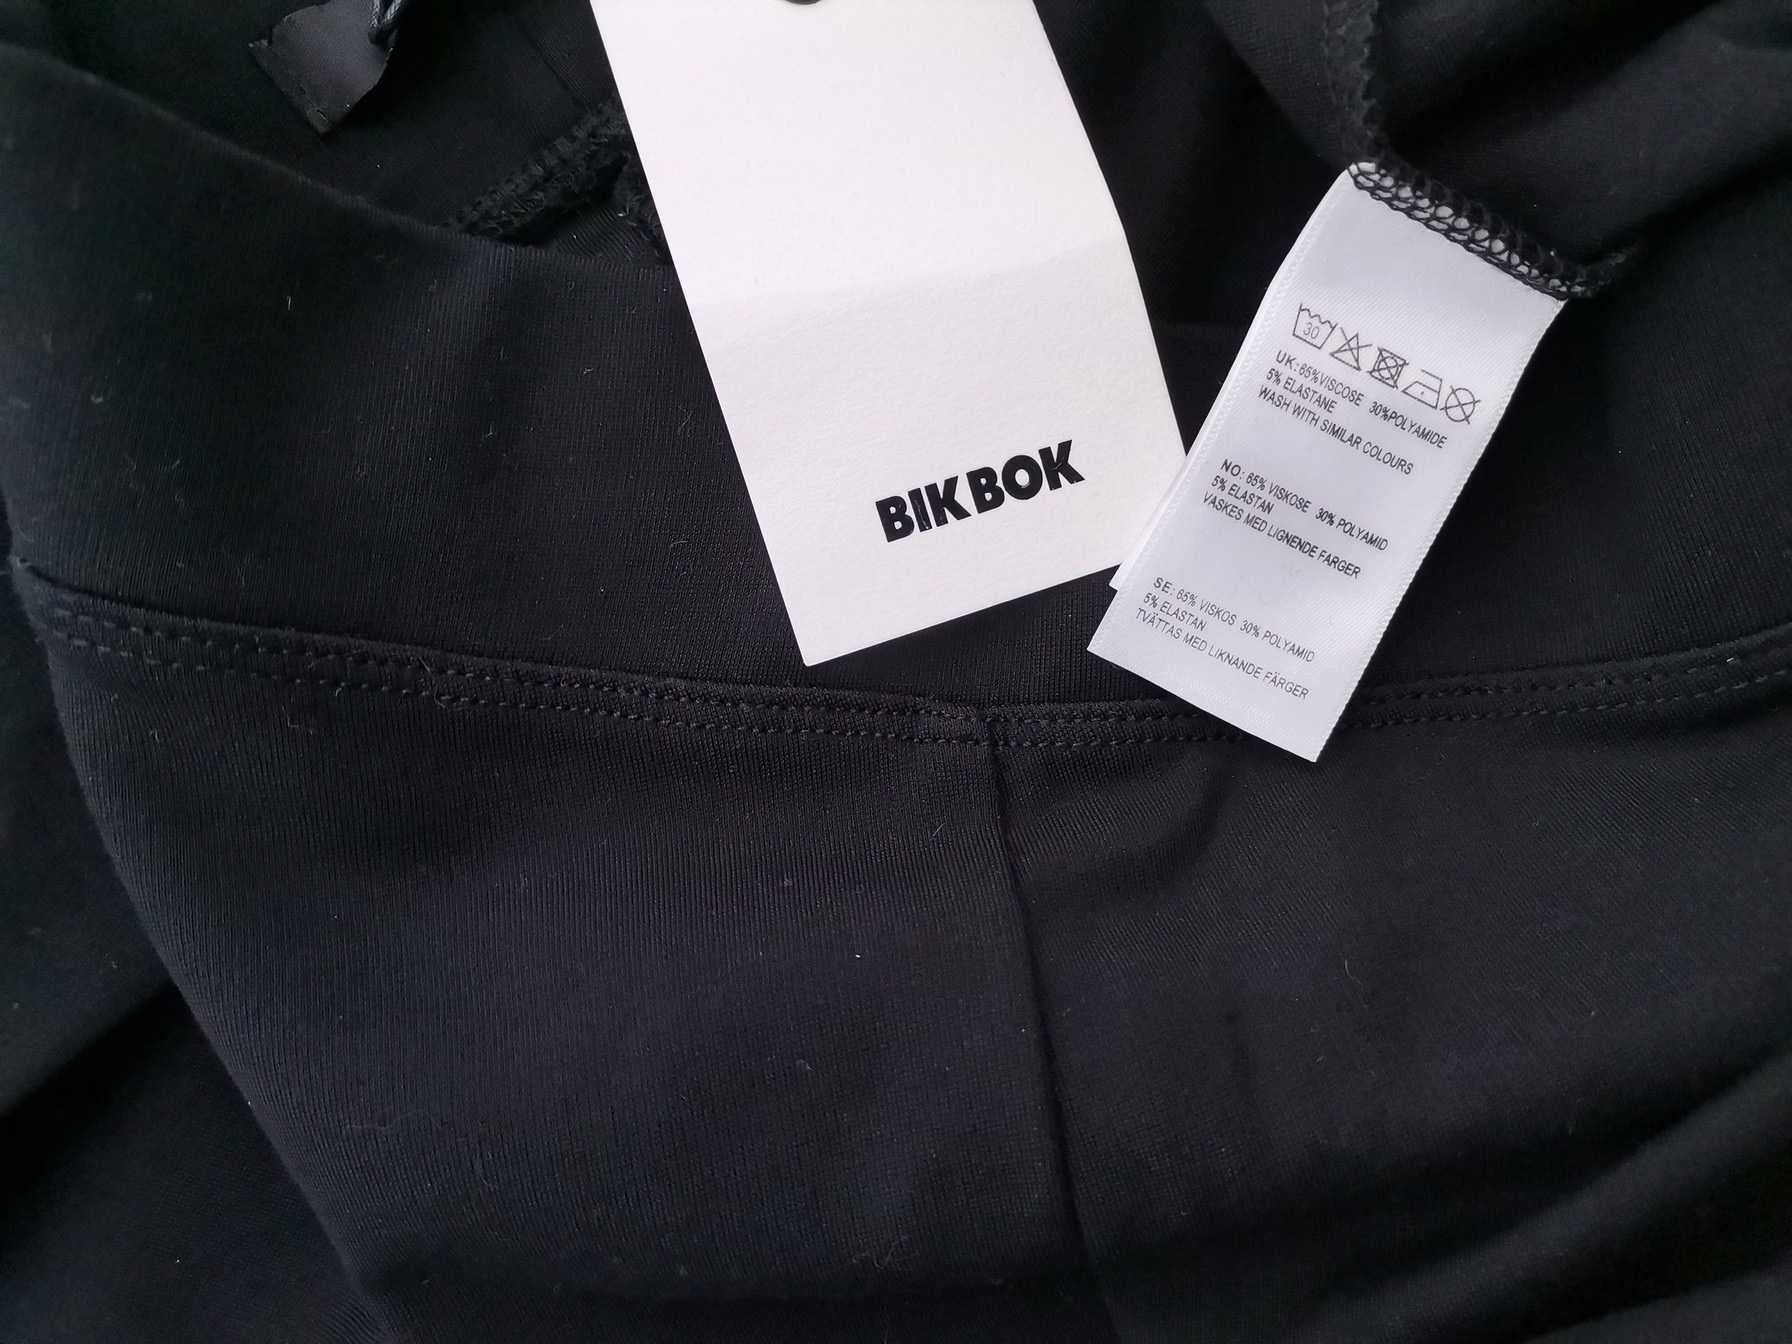 BIK BOK
30
UK: 65% VISCOSE 30% POLYAMIDE
5% ELASTANE
WASH WITH SIMILAR COLOURS
NO: 65% VISKOSE 30% POLYAMID
5% ELASTAN
VASKES MED LIGNENDE FARGER
SE: 65% VISKOS 30% POLYAMID
5% ELASTAN
TVÄTTAS MED LIKNANDE FÄRGER